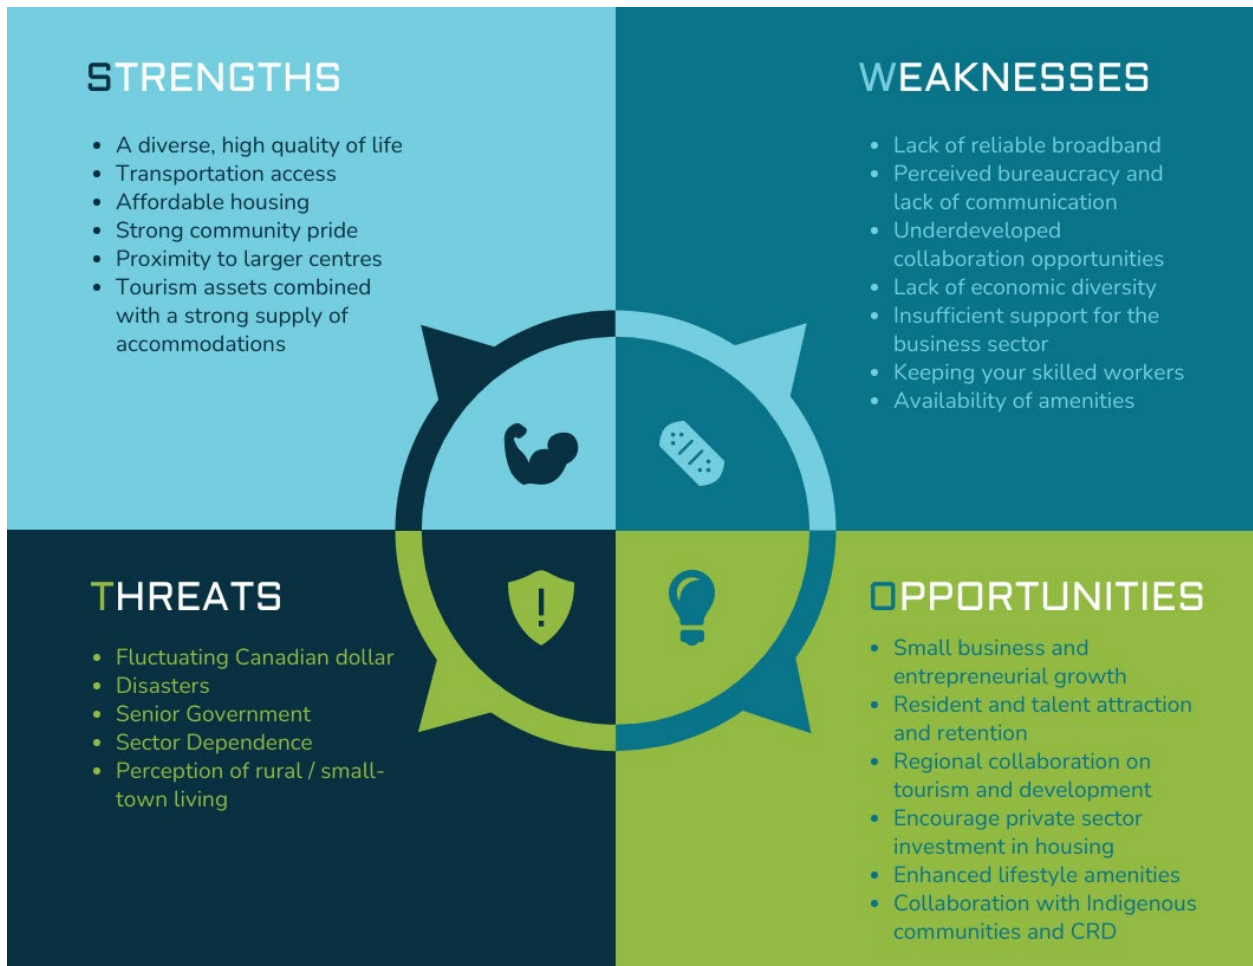 STRENGTHS
• A diverse, high quality of life
• Transportation access
• Affordable housing
• Strong community pride
• Proximity to larger centres
• Tourism assets combined
with a strong supply of
accommodations
WEAKNESSES
• Lack of reliable broadband
• Perceived bureaucracy and
lack of communication
• Underdeveloped
collaboration opportunities
• Lack of economic diversity
• Insufficient support for the
business sector
• Keeping your skilled workers
• Availability of amenities
THREATS
• Fluctuating Canadian dollar
• Disasters
• Senior Government
• Sector Dependence
• Perception of rural / small-
town living
OPPORTUNITIES
• Small business and
entrepreneurial growth
• Resident and talent attraction
and retention
• Regional collaboration on
tourism and development
• Encourage private sector
investment in housing
• Enhanced lifestyle amenities
• Collaboration with Indigenous
communities and CRD